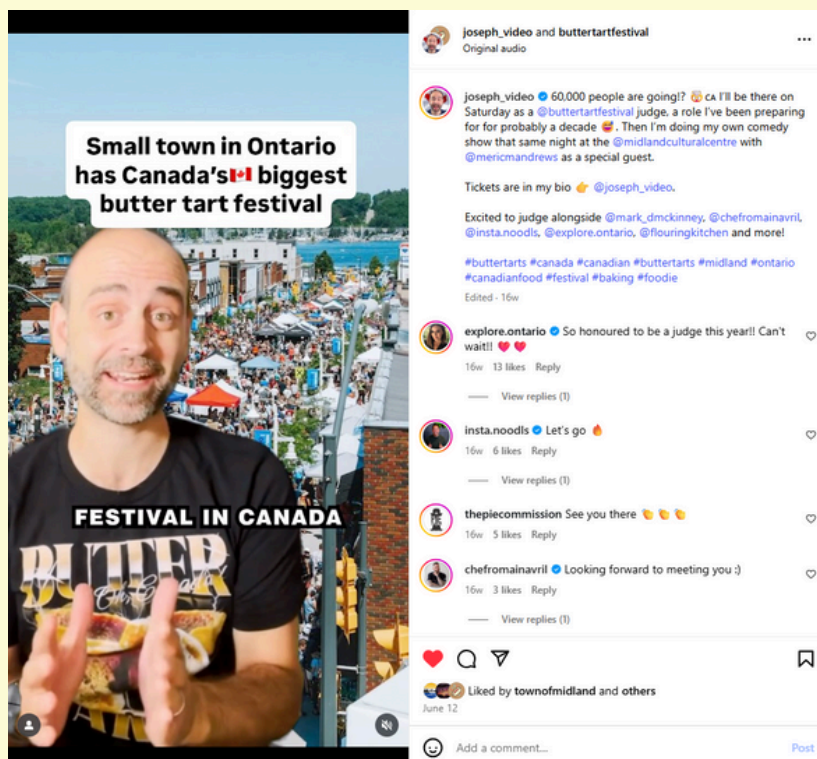 Small town in Ontario
has Canada's🇨🇦 biggest
butter tart festival
FESTIVAL IN CANADA
BUTTER
joseph_video and buttertartfestival
Original audio
joseph_video 60,000 people are going!? 🤯 CA I'll be there on
Saturday as a @buttertartfestival judge, a role I've been preparing
for for probably a decade 😅. Then I'm doing my own comedy
show that same night at the @midlandculturalcentre with
@mericmandrews as a special guest.
Tickets are in my bio 👉 @joseph_video.
Excited to judge alongside @mark_dmckinney, @chefromainavril,
@insta.noodls, @explore.ontario, @flouringkitchen and more!
#buttertarts #canada #canadian #buttertarts #midland #ontario
#canadianfood #festival #baking #foodie
Edited · 16w
explore.ontario So honoured to be a judge this year!! Can't
wait!! ❤️ ❤️
16w 13 likes Reply
View replies (1)
insta.noodls Let's go 🔥
16w 6 likes Reply
View replies (1)
thepiecommission See you there 👏 👏 👏
16w 5 likes Reply
chefromainavril Looking forward to meeting you :)
16w 3 likes Reply
View replies (1)
Liked by townofmidland and others
June 12
Add a comment...
Post